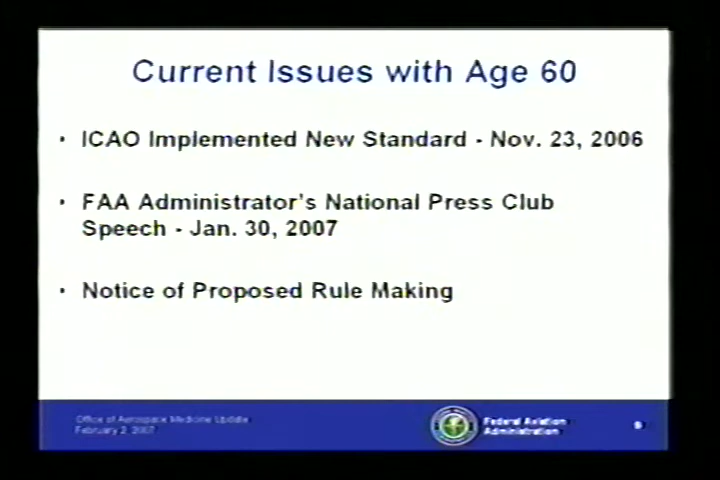 Current Issues with Age 60
· ICAO Implemented New Standard - Nov. 23, 2006
· FAA Administrator's National Press Club
Speech - Jan. 30, 2007
· Notice of Proposed Rule Making
Office of Aerospace Medicine Update
February 2, 2007
Federal Aviation
Administration